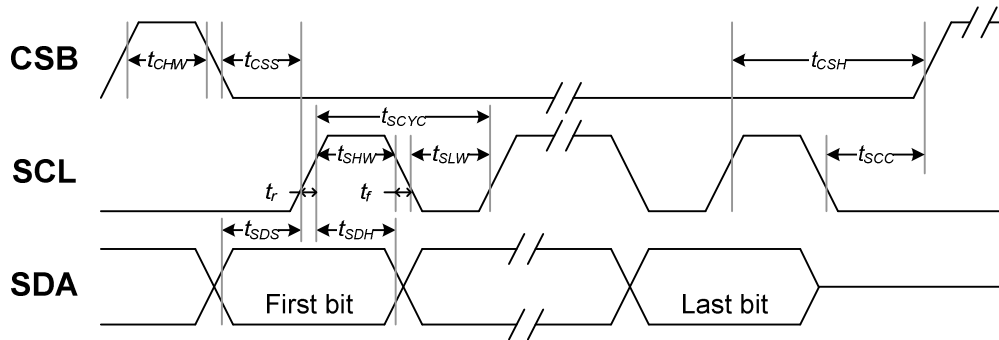 CSB
tCHW
tCSS
tCSH
tSCYC
SCL
tSHW
tSLW
tSCC
tr
tf
tSDS
tSDH
SDA
First bit
Last bit